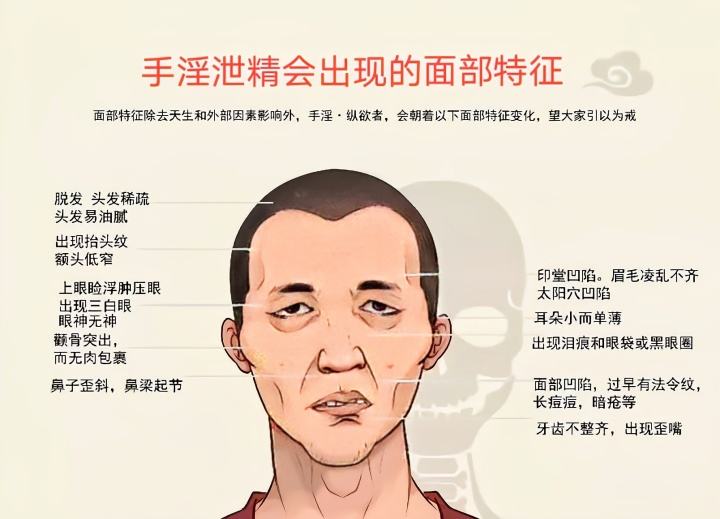 手淫泄精会出现的面部特征
面部特征除去天生和外部因素影响外，手淫·纵欲者，会朝着以下面部特征变化，望大家引以为戒
脱发 头发稀疏
头发易油腻
出现抬头纹
额头低窄
上眼睑浮肿压眼
出现三白眼
眼神无神
颧骨突出，
而无肉包裹
鼻子歪斜，鼻梁起节
印堂凹陷。眉毛凌乱不齐
太阳穴凹陷
耳朵小而单薄
出现泪痕和眼袋或黑眼圈
面部凹陷，过早有法令纹，
长痘痘，暗疮等
牙齿不整齐，出现歪嘴